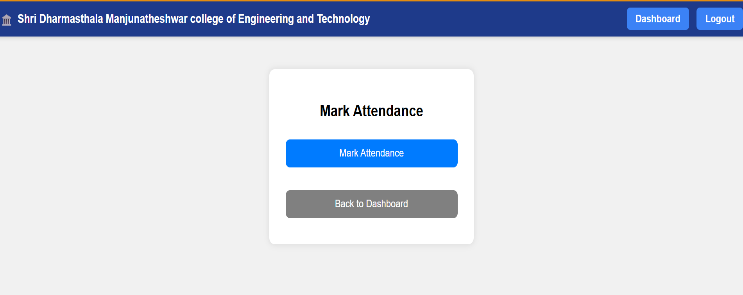 Shri Dharmasthala Manjunatheshwar college of Engineering and Technology
Dashboard
Logout
Mark Attendance
Mark Attendance
Back to Dashboard